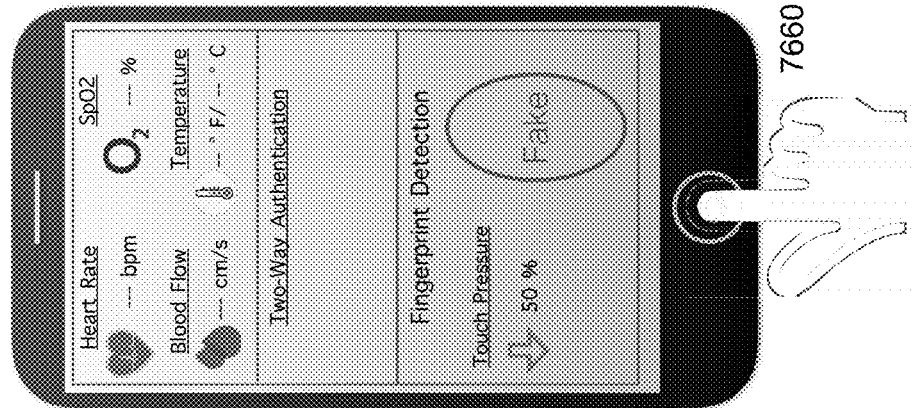 Heart Rate
--- bpm
SpO2
O2
--- %
Blood Flow
--- cm/s
Temperature
-- ° F/ -- ° C
Two-Way Authentication
Fingerprint Detection
Touch Pressure
50 %
Fake
7660